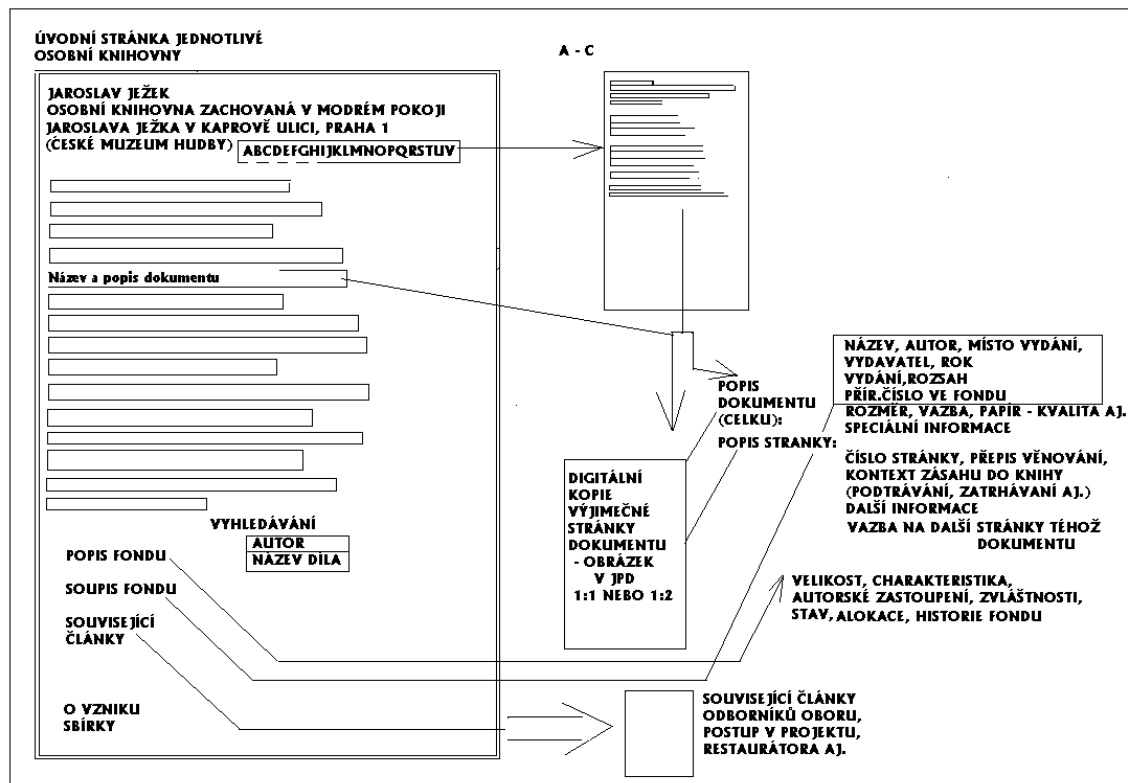 ÚVODNÍ STRÁNKA JEDNOTLIVÉ
OSOBNÍ KNIHOVNY
A - C
JAROSLAV JEŽEK
OSOBNÍ KNIHOVNA ZACHOVANÁ V MODRÉM POKOJI
JAROSLAVA JEŽKA V KAPROVĚ ULICI, PRAHA 1
(ČESKÉ MUZEUM HUDBY)
ABCDEFGHIJKLMNOPQRSTUV
Název a popis dokumentu
VYHLEDÁVÁNÍ
AUTOR
NÁZEV DÍLA
POPIS FONDU
SOUPIS FONDU
SOUVISEJÍCÍ
ČLÁNKY
O VZNIKU
SBÍRKY
DIGITÁLNÍ
KOPIE
VÝJIMEČNÉ
STRÁNKY
DOKUMENTU
- OBRÁZEK
V JPD
1:1 NEBO 1:2
POPIS
DOKUMENTU
(CELKU):
POPIS STRANKY:
NÁZEV, AUTOR, MÍSTO VYDÁNÍ,
VYDAVATEL, ROK
VYDÁNÍ,ROZSAH
PŘÍR.ČÍSLO VE FONDU
ROZMĚR, VAZBA, PAPÍR - KVALITA AJ.
SPECIÁLNÍ INFORMACE
ČÍSLO STRÁNKY, PŘEPIS VĚNOVÁNÍ,
KONTEXT ZÁSAHU DO KNIHY
(PODTRÁVÁNÍ, ZATRHÁVANÍ AJ.)
DALŠÍ INFORMACE
VAZBA NA DALŠÍ STRÁNKY TÉHOŽ
DOKUMENTU
VELIKOST, CHARAKTERISTIKA,
AUTORSKÉ ZASTOUPENÍ, ZVLÁŠTNOSTI,
STAV, ALOKACE, HISTORIE FONDU
SOUVISEJÍCÍ ČLÁNKY
ODBORNÍKŮ OBORU,
POSTUP V PROJEKTU,
RESTAURÁTORA AJ.